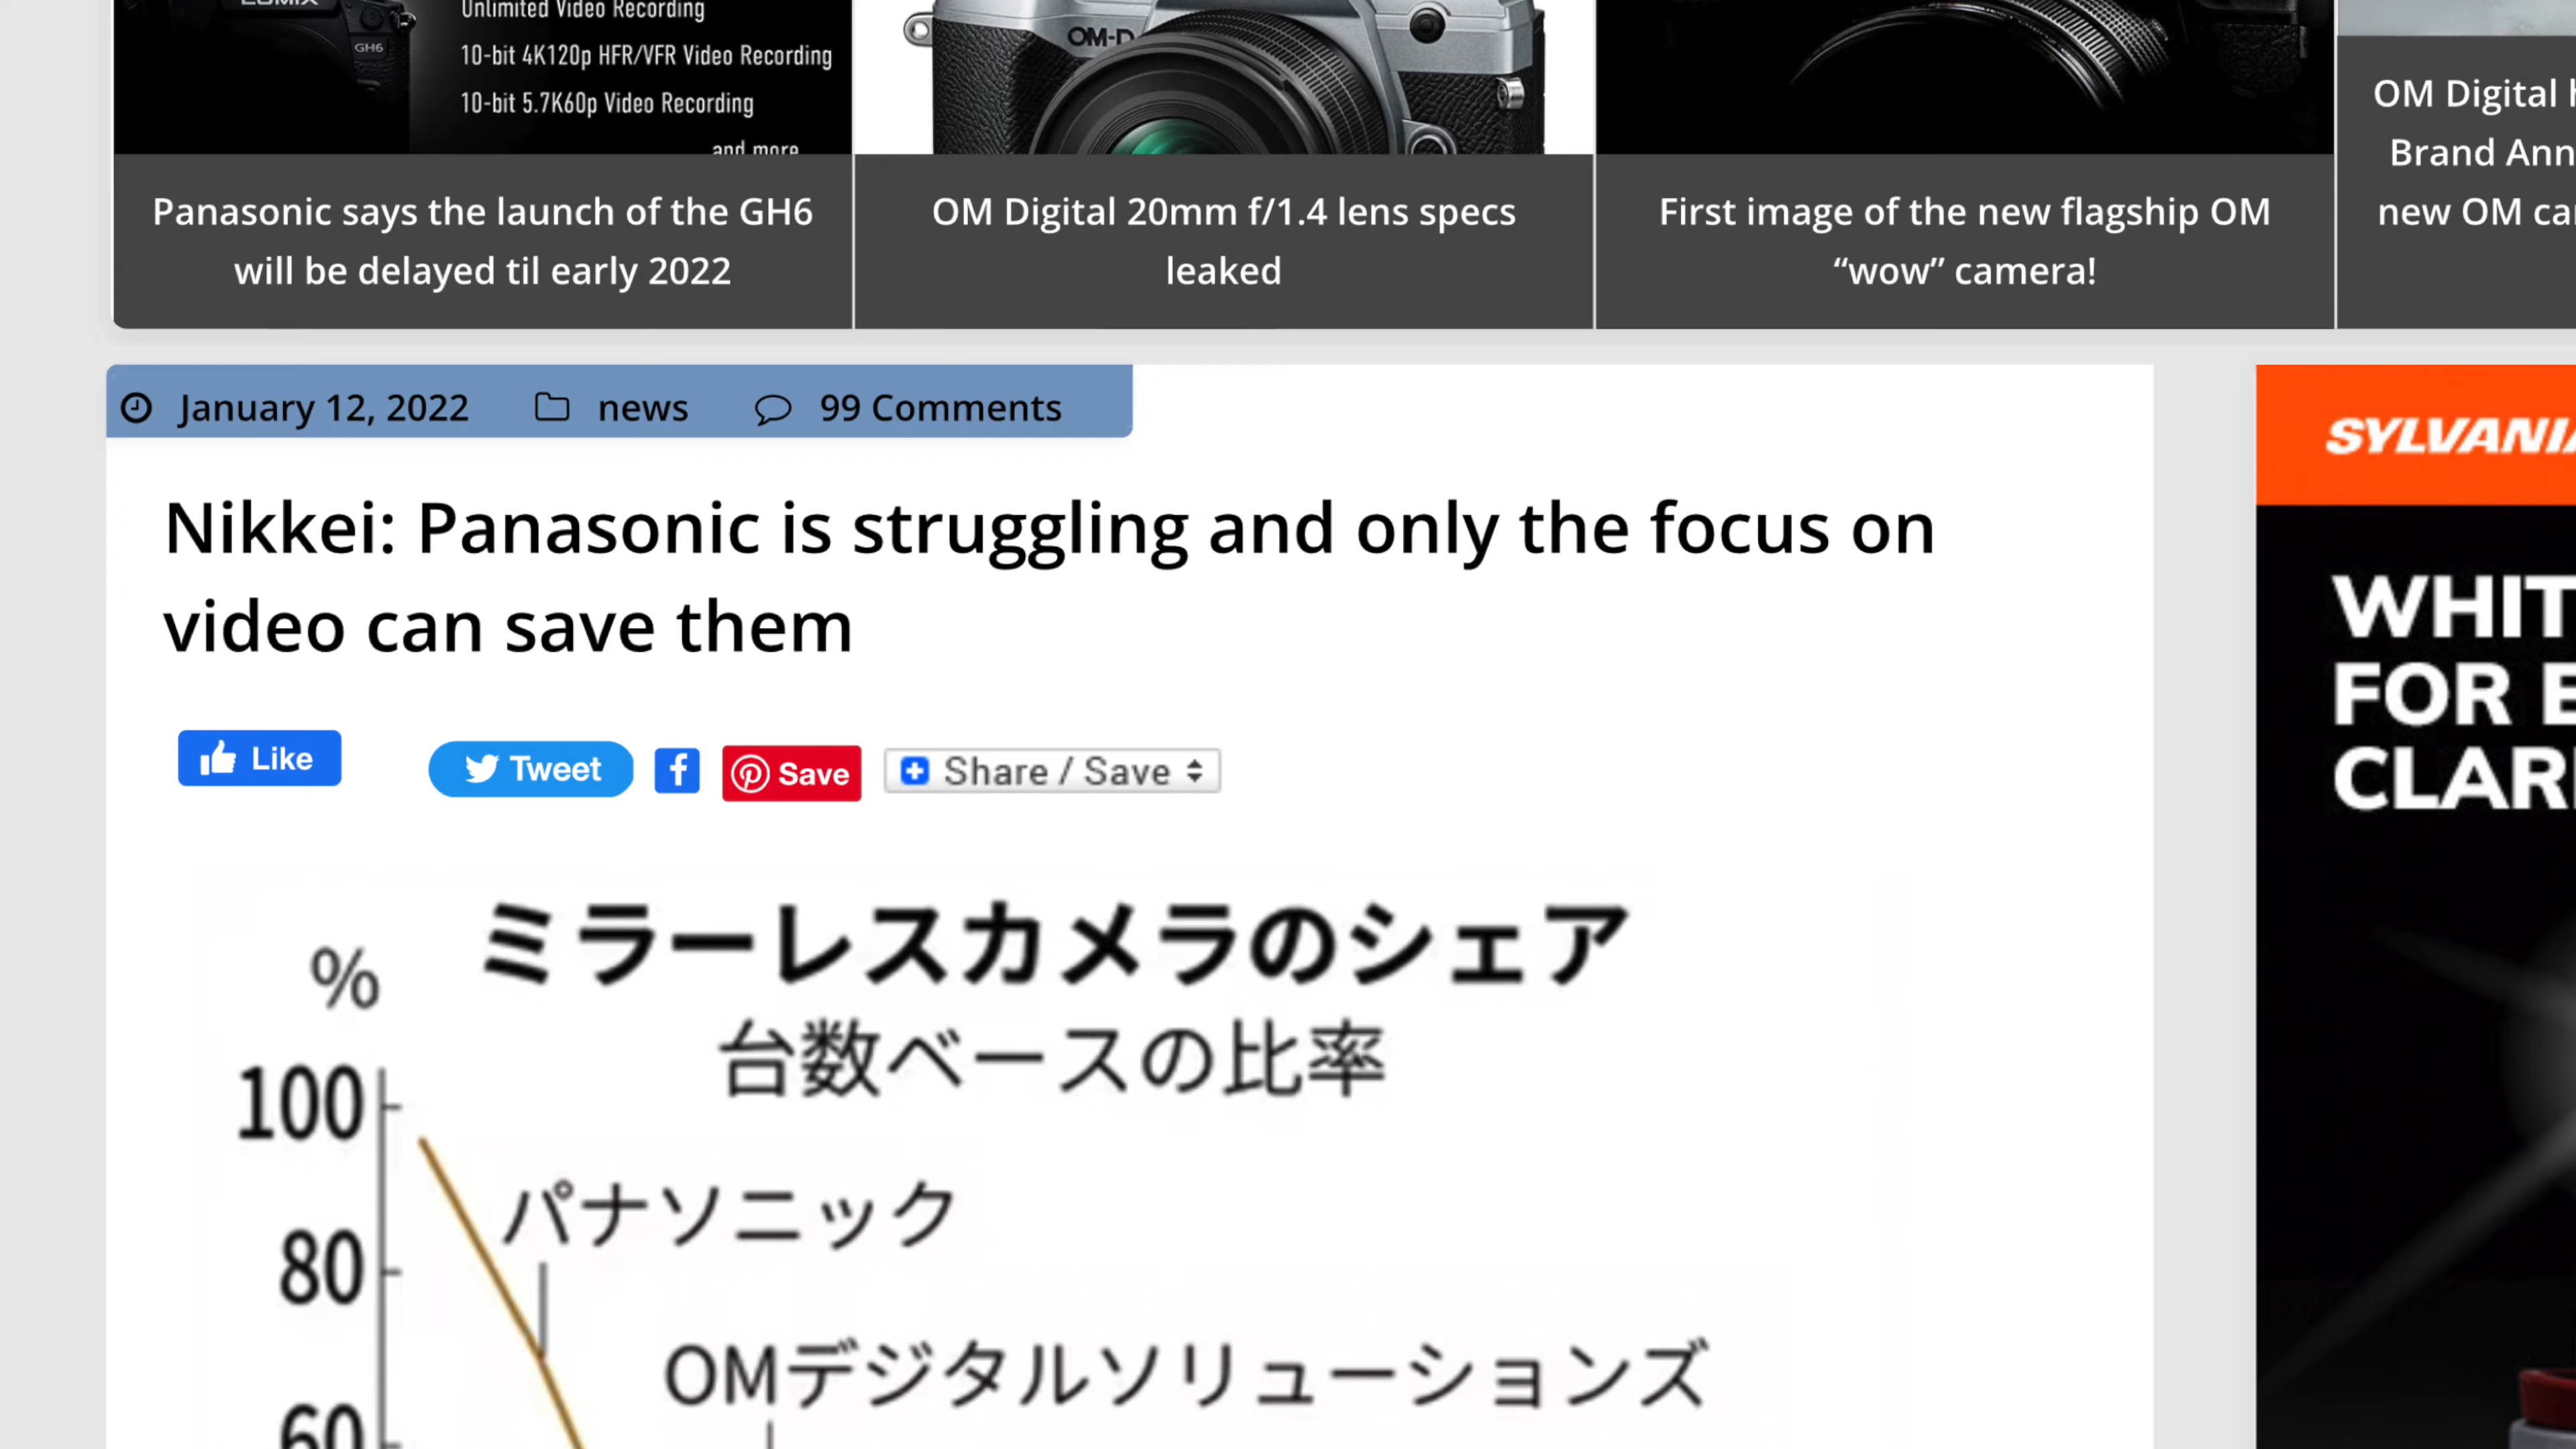 GH6
Unlimited Video Recording
10-bit 4K120p HFR/VFR Video Recording
10-bit 5.7K60p Video Recording
and more
OM-D
Panasonic says the launch of the GH6
will be delayed til early 2022
OM Digital 20mm f/1.4 lens specs
leaked
First image of the new flagship OM
“wow” camera!
OM Digital
Brand Ann
new OM ca
January 12, 2022
news
99 Comments
Nikkei: Panasonic is struggling and only the focus on
video can save them
Like
Tweet
Save
Share / Save
%
ミラーレスカメラのシェア
台数ベースの比率
100
パナソニック
80
OMデジタルソリューションズ
60
SYLVANIA
WHIT
FOR E
CLAR